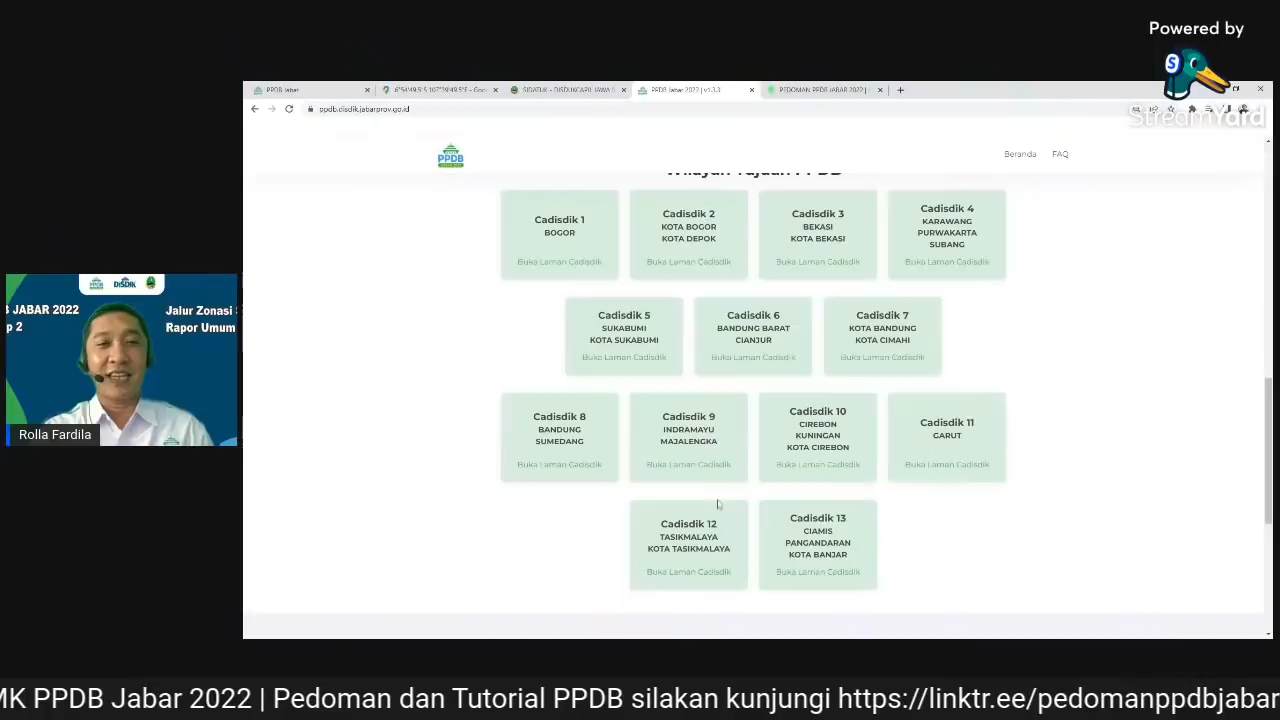 Powered by
StreamYard
PPDB Jabar
SIDATUK - DISDUKCAPIL JAWA
PPDB Jabar 2022 | v1.3.3
PEDOMAN PPDB JABAR 2022 |
ppdb.disdik.jabarprov.go.id
PPDB
Beranda
FAQ
Wilayah Tujuan PPDB
Cadisdik 1
BOGOR
Buka Laman Cadisdik
Cadisdik 2
KOTA BOGOR
KOTA DEPOK
Buka Laman Cadisdik
Cadisdik 3
BEKASI
KOTA BEKASI
Buka Laman Cadisdik
Cadisdik 4
KARAWANG
PURWAKARTA
SUBANG
Buka Laman Cadisdik
Cadisdik 5
SUKABUMI
KOTA SUKABUMI
Buka Laman Cadisdik
Cadisdik 6
BANDUNG BARAT
CIANJUR
Buka Laman Cadisdik
Cadisdik 7
KOTA BANDUNG
KOTA CIMAHI
Buka Laman Cadisdik
Cadisdik 8
BANDUNG
SUMEDANG
Buka Laman Cadisdik
Cadisdik 9
INDRAMAYU
MAJALENGKA
Buka Laman Cadisdik
Cadisdik 10
CIREBON
KUNINGAN
KOTA CIREBON
Buka Laman Cadisdik
Cadisdik 11
GARUT
Buka Laman Cadisdik
Cadisdik 12
TASIKMALAYA
KOTA TASIKMALAYA
Buka Laman Cadisdik
Cadisdik 13
CIAMIS
PANGANDARAN
KOTA BANJAR
Buka Laman Cadisdik
DISDIK
B JABAR 2022
p 2
Jalur Zonasi
Rapor Umum
Rolla Fardila
MK PPDB Jabar 2022 | Pedoman dan Tutorial PPDB silakan kunjungi https://linktr.ee/pedomanppdbjabar